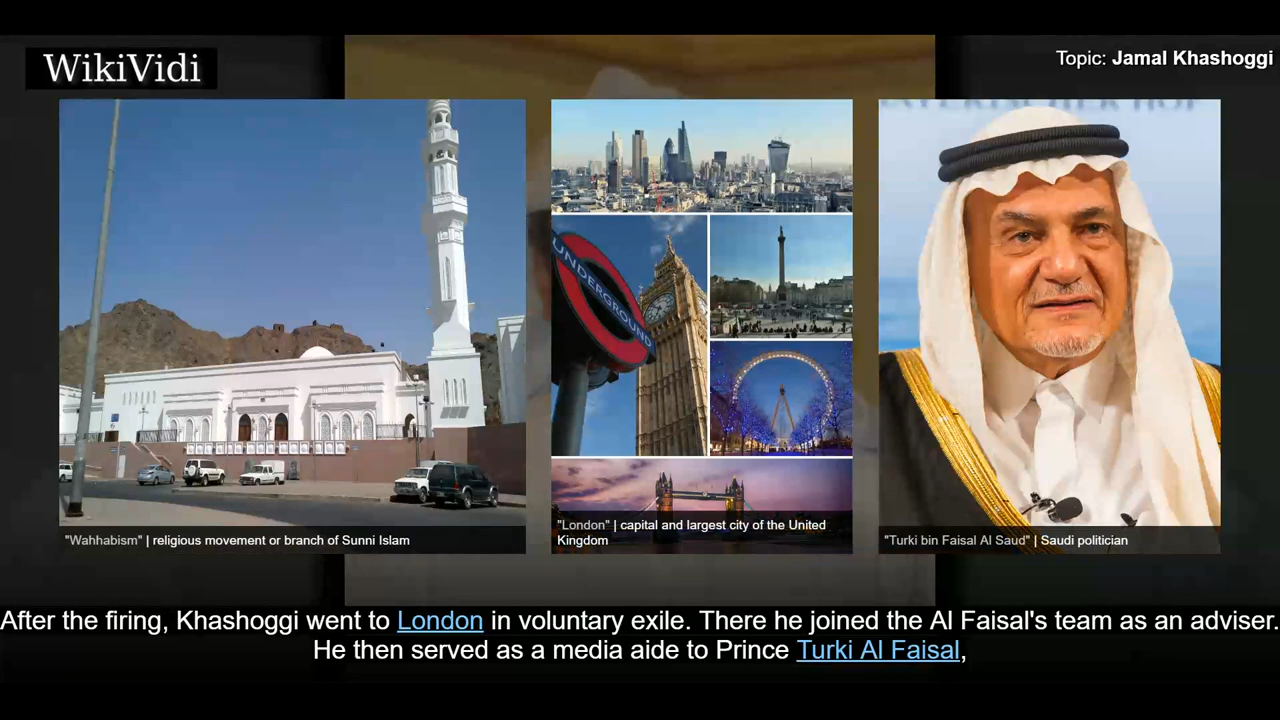 WikiVidi
Topic: Jamal Khashoggi
UNDERGROUND
"Wahhabism" | religious movement or branch of Sunni Islam
"London" | capital and largest city of the United
Kingdom
"Turki bin Faisal Al Saud" | Saudi politician
After the firing, Khashoggi went to London in voluntary exile. There he joined the Al Faisal's team as an adviser.
He then served as a media aide to Prince Turki Al Faisal,